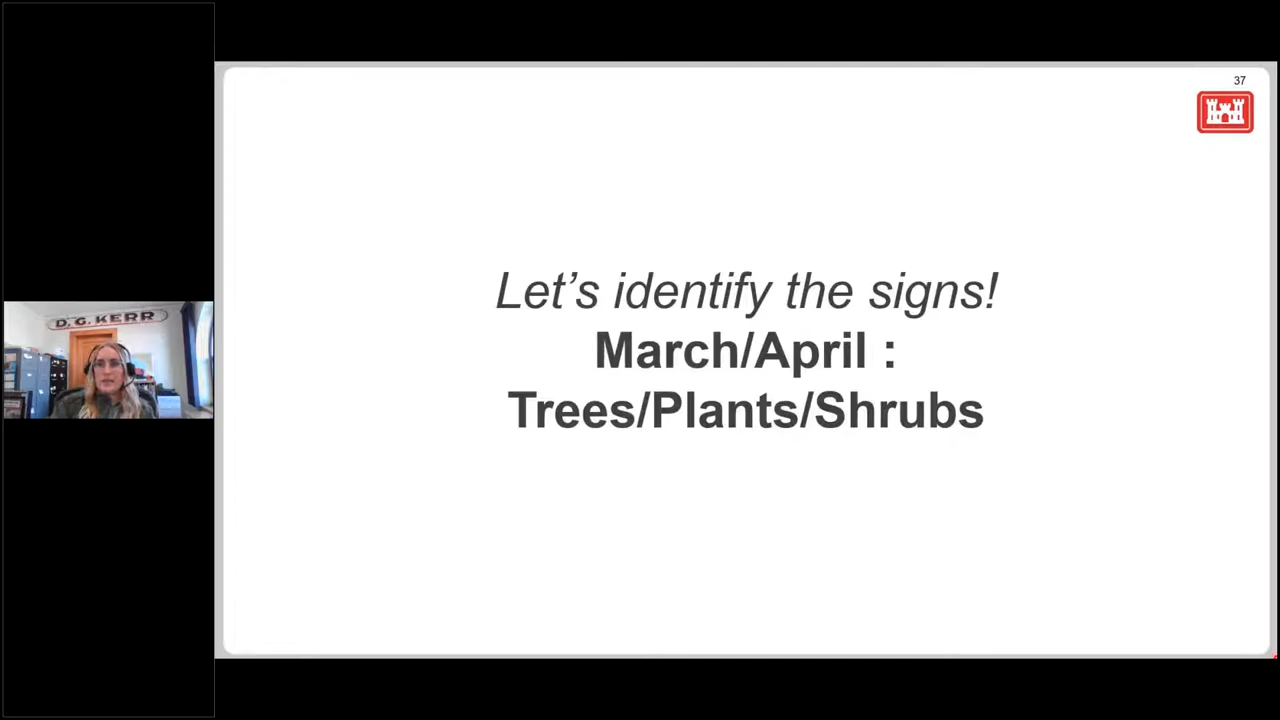 37
D. G. KERR
Let's identify the signs!
March/April :
Trees/Plants/Shrubs